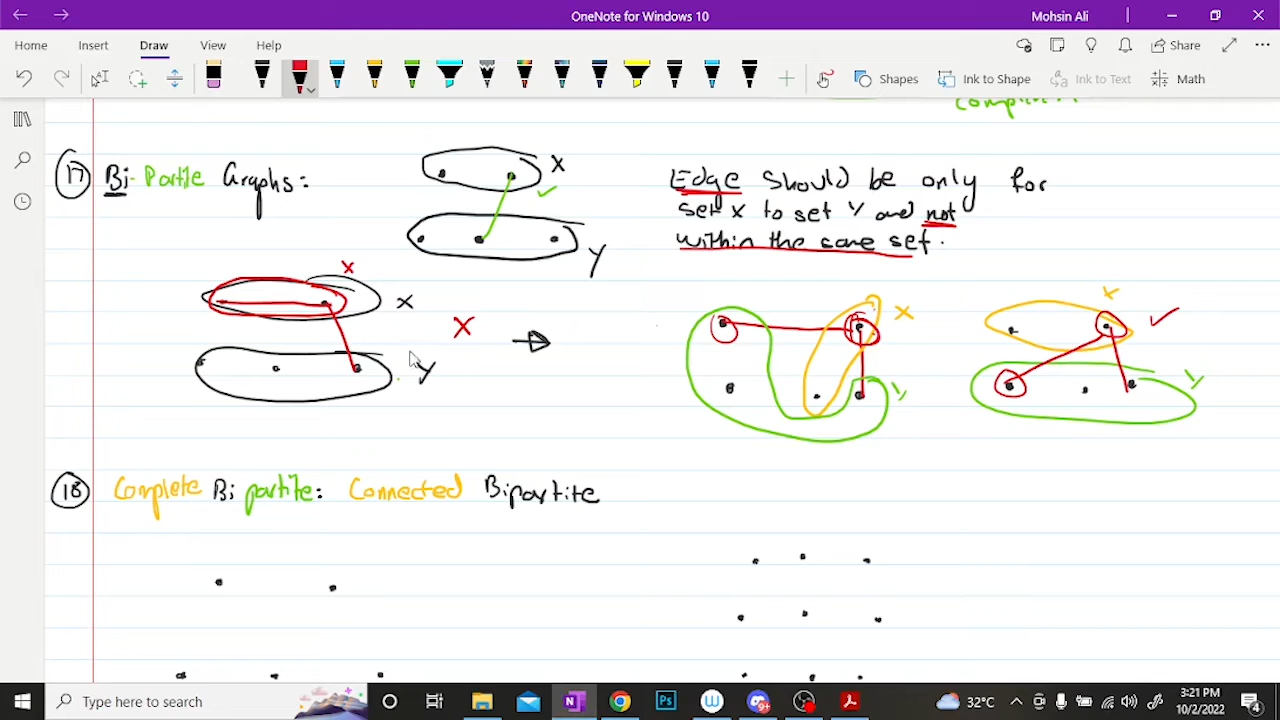 OneNote for Windows 10
Mohsin Ali
Home Insert Draw View Help
Share
Shapes
Ink to Shape
Ink to Text
Math
17 Bi-Partile Graphs:
X
Y
Edge should be only for
set X to set Y and not
within the same set.
X
X
Y
X
X
Y
X
Y
18 Complete Bi partite: Connected Bipartite
Type here to search
32°C
3:21 PM
10/2/2022